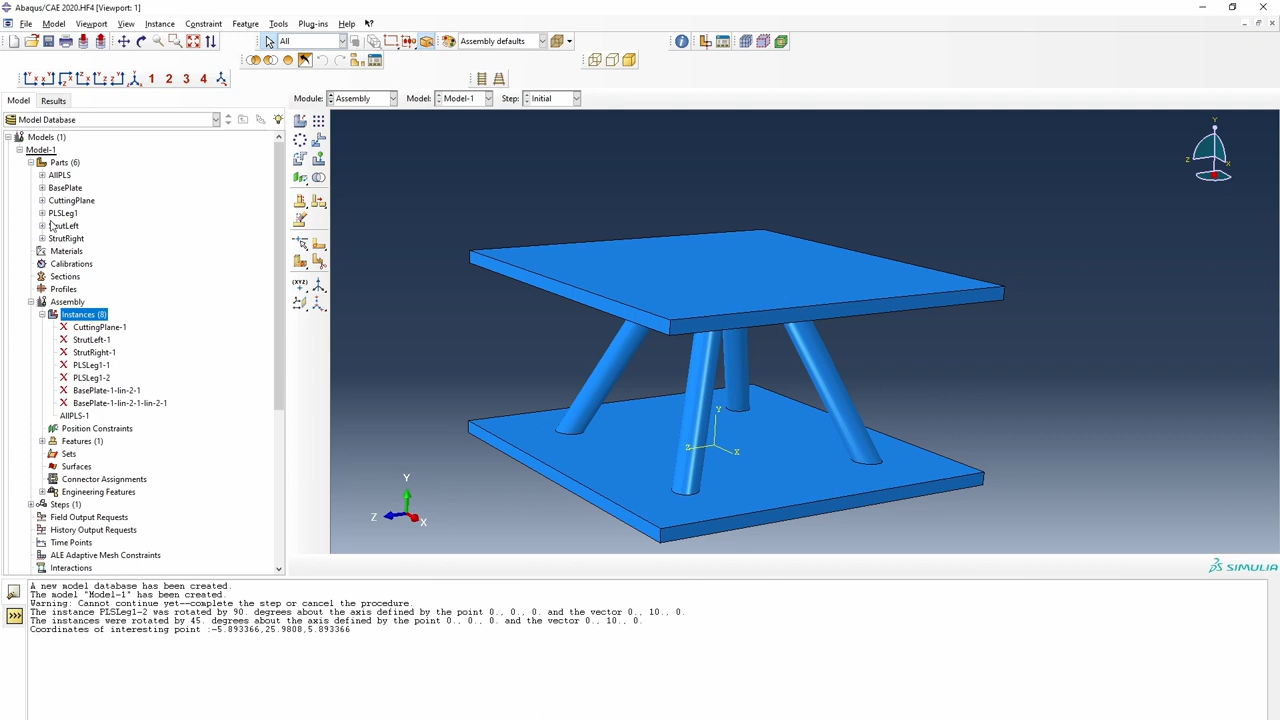 Abaqus/CAE 2020.HF4 [Viewport: 1]
File Model Viewport View Instance Constraint Feature Tools Plug-ins Help
All Assembly defaults
1 2 3 4
Model Results Module: Assembly Model: Model-1 Step: Initial
Model Database
Models (1)
Model-1
Parts (6)
AllPLS
BasePlate
CuttingPlane
PLSLeg1
StrutLeft
StrutRight
Materials
Calibrations
Sections
Profiles
Assembly
Instances (8)
CuttingPlane-1
StrutLeft-1
StrutRight-1
PLSLeg1-1
PLSLeg1-2
BasePlate-1-lin-2-1
BasePlate-1-lin-2-1-lin-2-1
AllPLS-1
Position Constraints
Features (1)
Sets
Surfaces
Connector Assignments
Engineering Features
Steps (1)
Field Output Requests
History Output Requests
Time Points
ALE Adaptive Mesh Constraints
Interactions
Y
Z X
Y
Z X
Y
Z X
SIMULIA
A new model database has been created.
The model "Model-1" has been created.
Warning: Cannot continue yet--complete the step or cancel the procedure.
The instance PLSLeg1-2 was rotated by 90. degrees about the axis defined by the point 0., 0., 0. and the vector 0., 10., 0.
The instances were rotated by 45. degrees about the axis defined by the point 0., 0., 0. and the vector 0., 10., 0.
Coordinates of interesting point :-5.893366,25.9808,5.893366